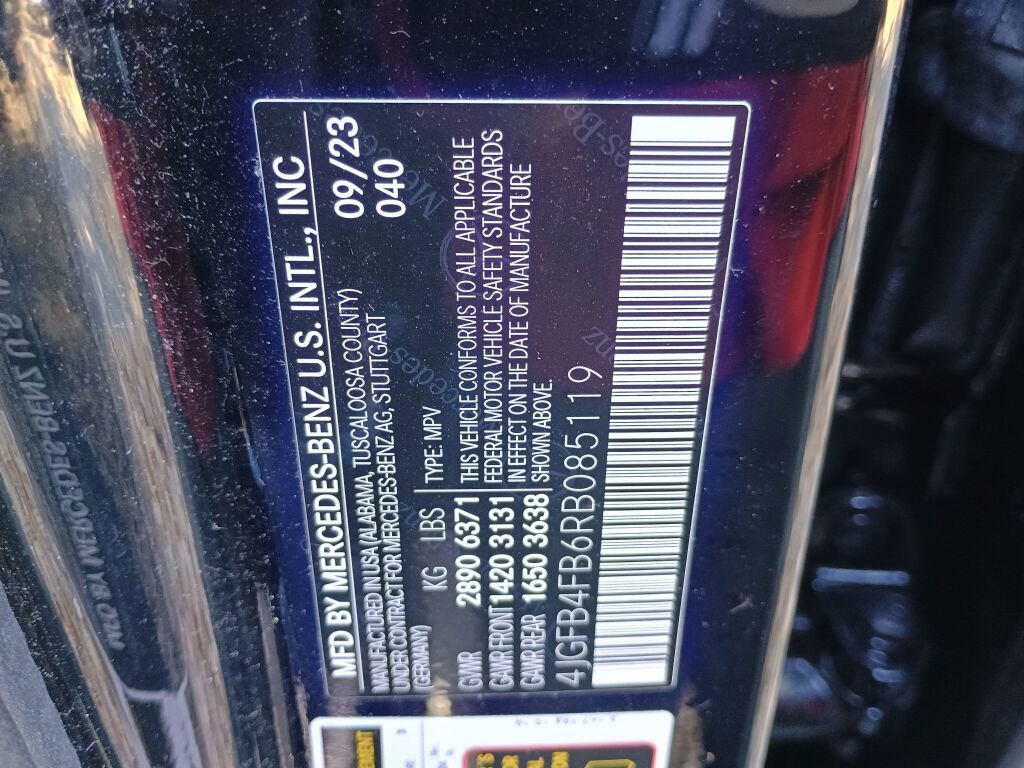 MFD BY MERCEDES-BENZ U.S. INTL., INC
MANUFACTURED IN USA (ALABAMA, TUSCALOOSA COUNTY) 09/23
UNDER CONTRACT FOR MERCEDES-BENZ AG, STUTTGART 040
(GERMANY)
KG LBS TYPE: MPV
GVWR 2890 6371 THIS VEHICLE CONFORMS TO ALL APPLICABLE
GAWR FRONT 1420 3131 FEDERAL MOTOR VEHICLE SAFETY STANDARDS
GAWR REAR 1650 3638 IN EFFECT ON THE DATE OF MANUFACTURE
SHOWN ABOVE.
4JGFB4FB6RB085119